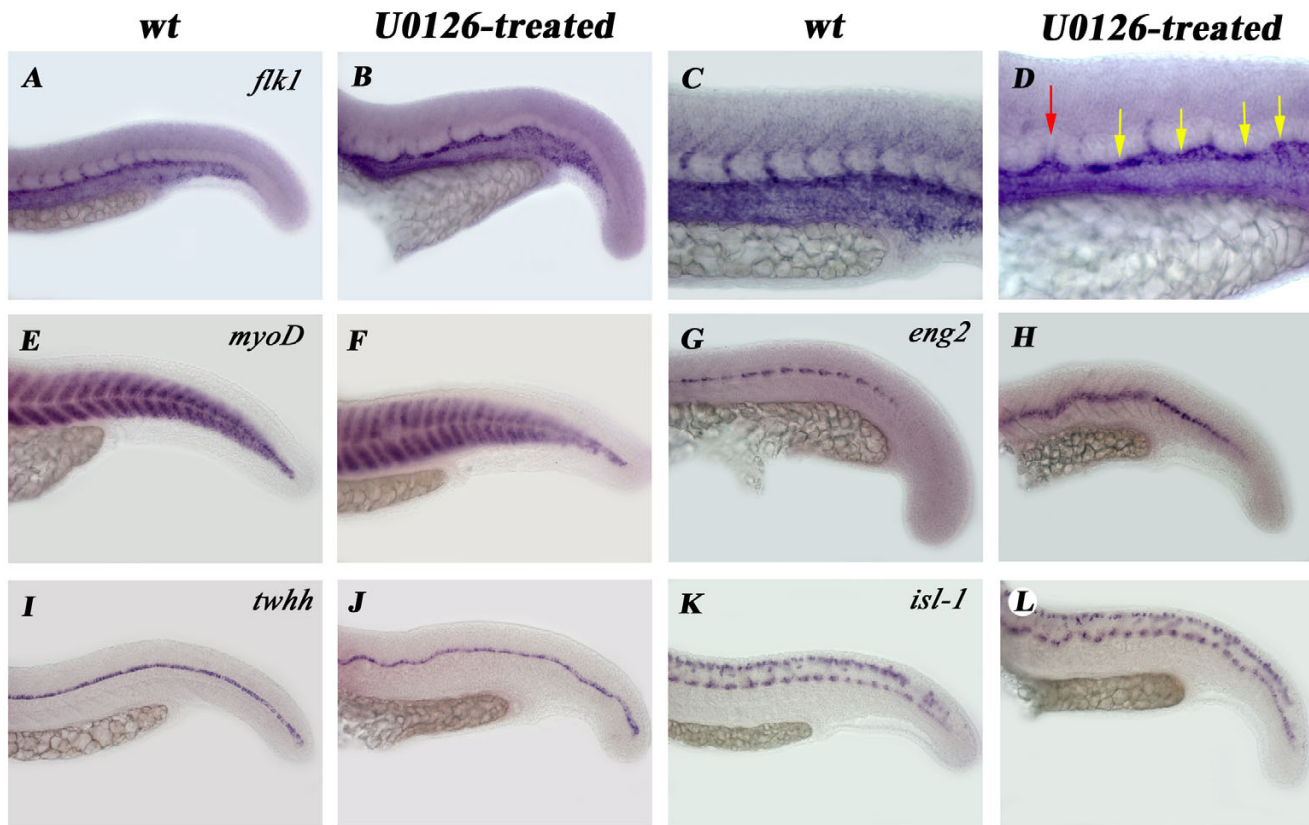 wt U0126-treated wt U0126-treated
A flk1 B C D
E myoD F G eng2 H
I twhh J K isl-1 L